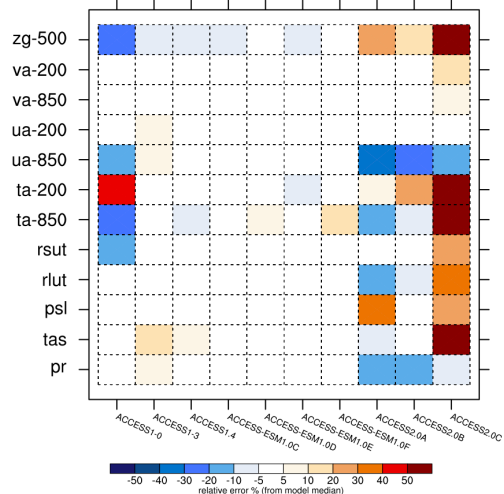 zg-500
va-200
va-850
ua-200
ua-850
ta-200
ta-850
rsut
rlut
psl
tas
pr
ACCESS1-0
ACCESS1-3
ACCESS1.4
ACCESS-ESM1.0C
ACCESS-ESM1.0D
ACCESS-ESM1.0E
ACCESS-ESM1.0F
ACCESS2.0A
ACCESS2.0B
ACCESS2.0C
-50 -40 -30 -20 -10 -5 5 10 20 30 40 50
relative error % (from model median)